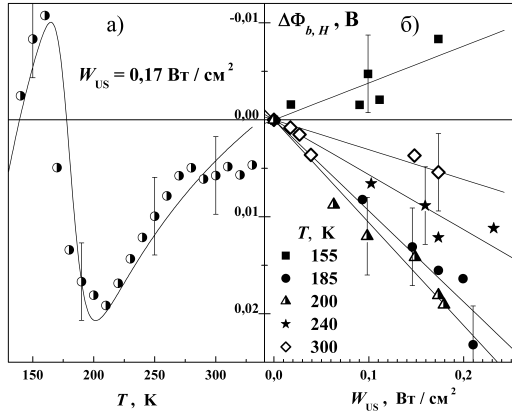 а) -0.01 ΔΦb, H , В б)
W_US = 0,17 Вт / см²
0.00
0,01
T, K
155
185
200
240
300
0,02
150 200 250 300 0,0 0,1 0,2
T, K W_US, Вт / см²